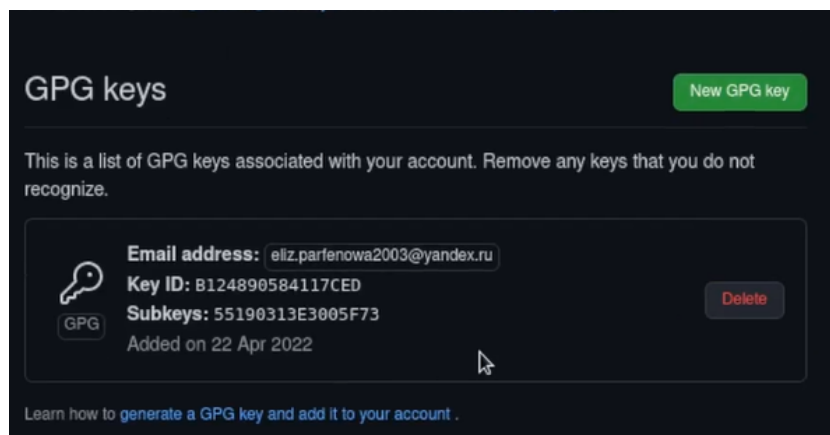 GPG keys
New GPG key
This is a list of GPG keys associated with your account. Remove any keys that you do not
recognize.
Email address: eliz.parfenowa2003@yandex.ru
Key ID: B124890584117CED
Subkeys: 55190313E3005F73
Added on 22 Apr 2022
GPG
Delete
Learn how to generate a GPG key and add it to your account .